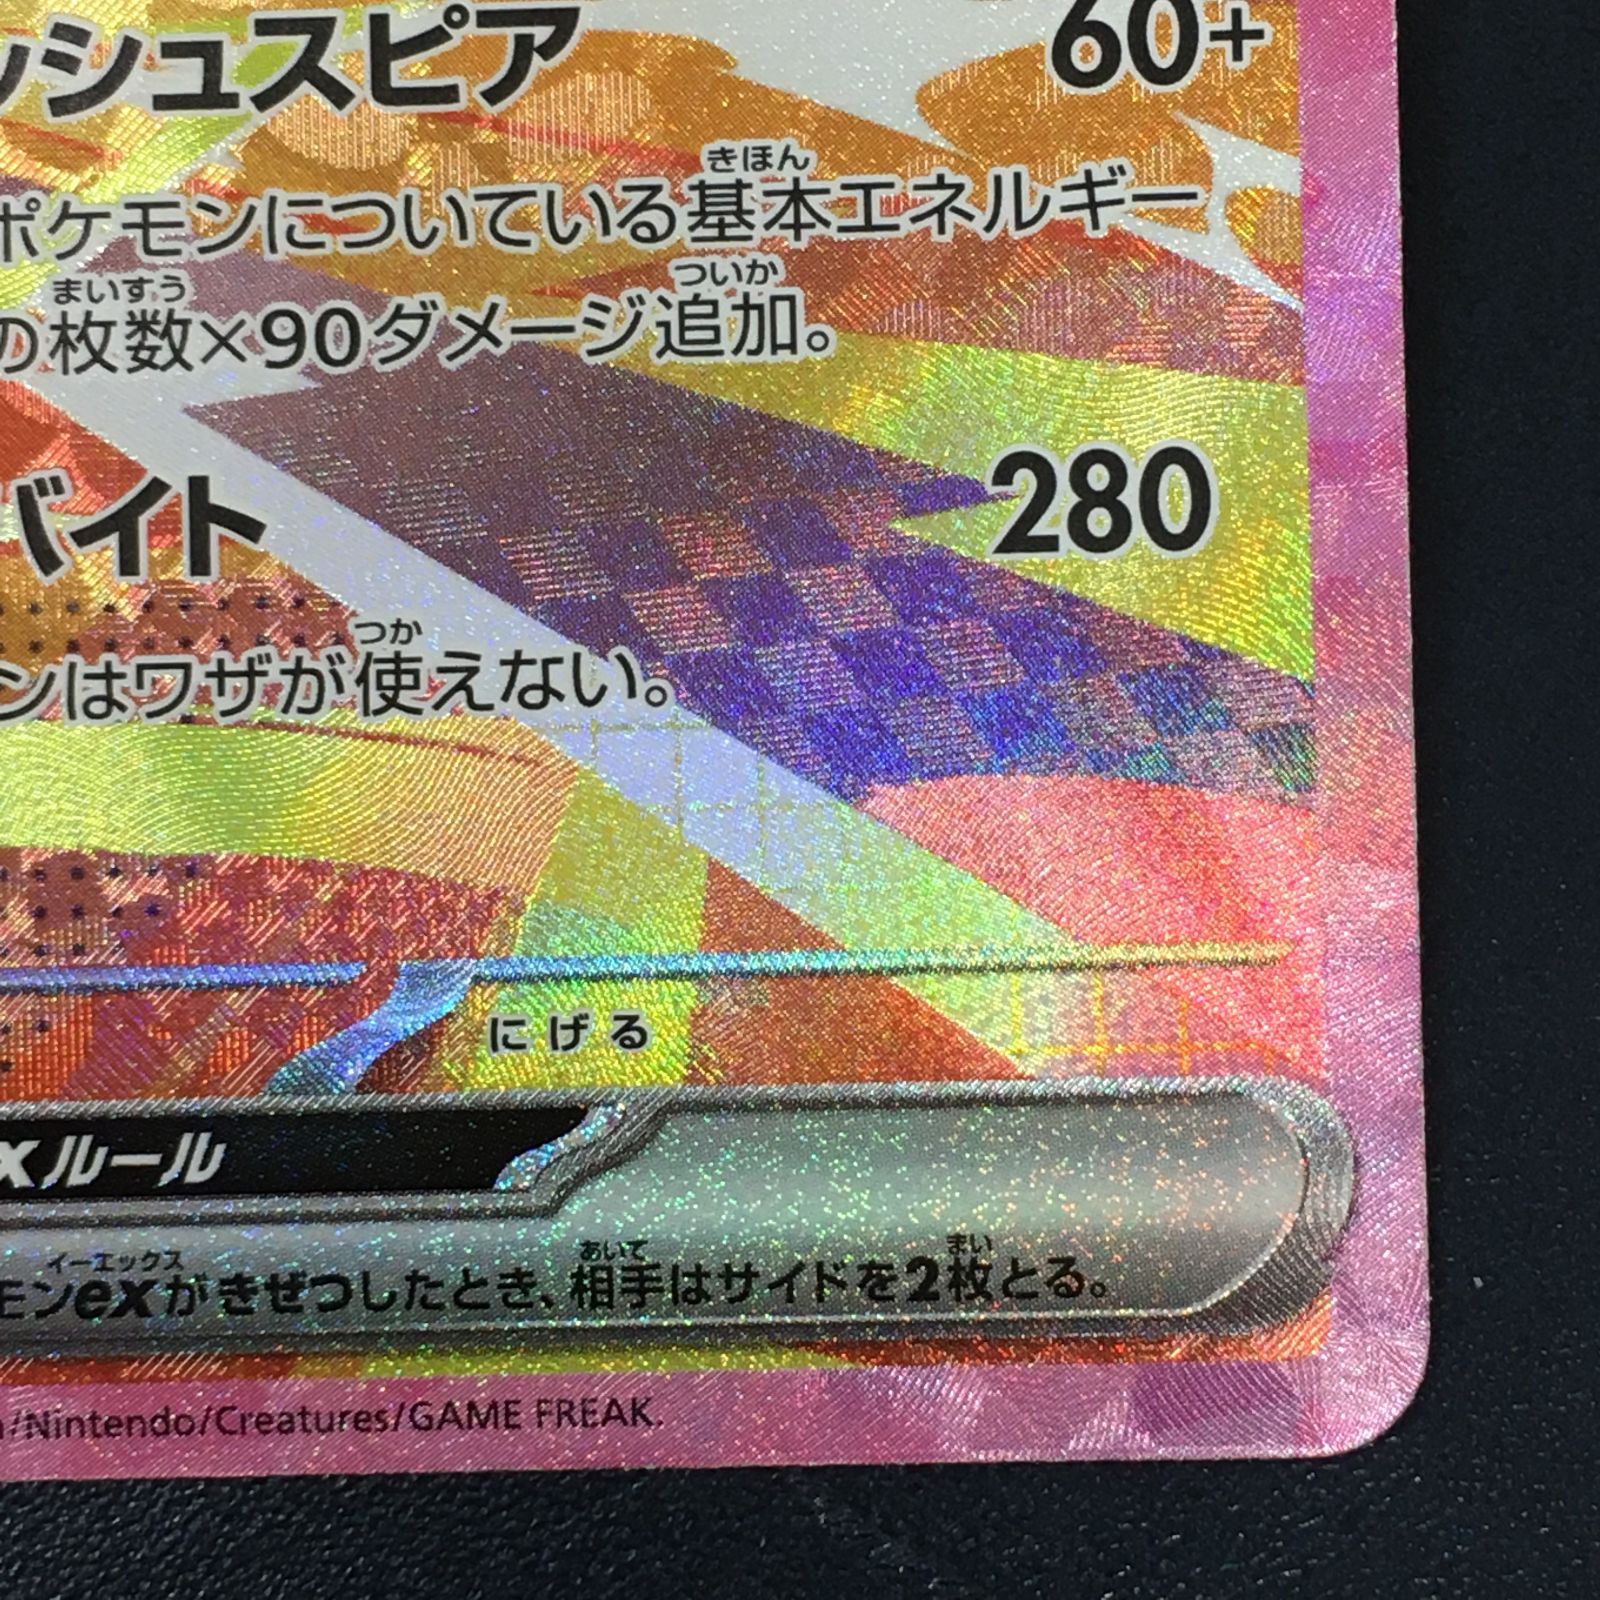 ッシュスピア 60+
ポケモンについている基本エネルギー
きほん
の枚数×90ダメージ追加。
まいすう ついか
バイト 280
ンはワザが使えない。
つか
にげる
xルール
モンexがきぜつしたとき、相手はサイドを2枚とる。
イーエックス あいて まい
/Nintendo/Creatures/GAME FREAK.